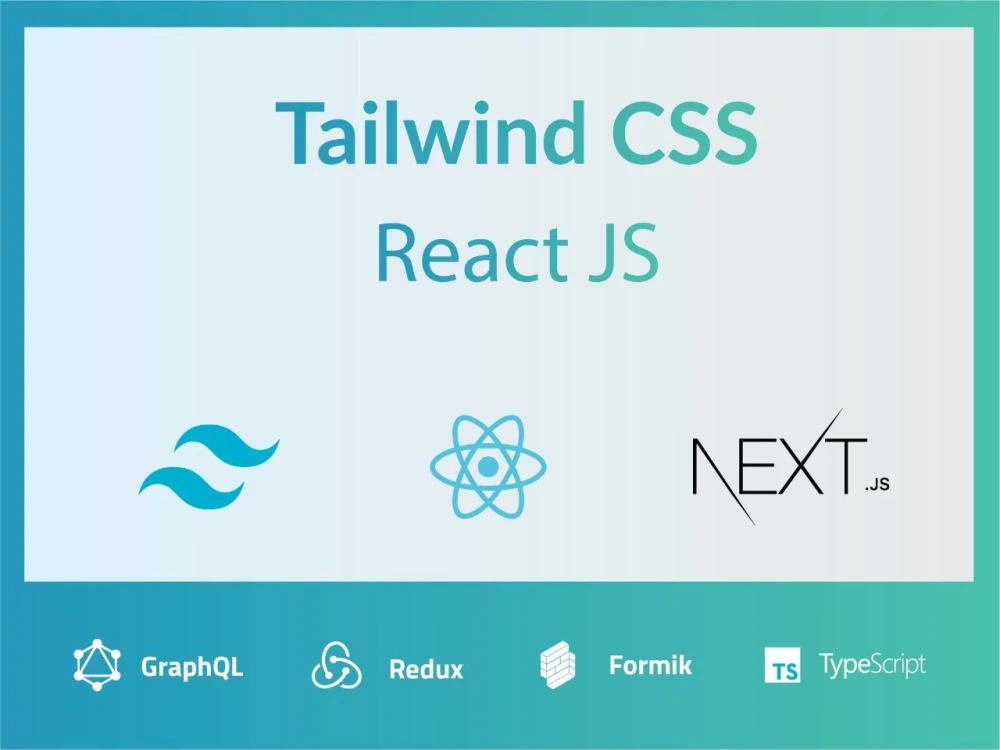 Tailwind CSS
React JS
NEXT.JS
GraphQL
Redux
Formik
TS TypeScript